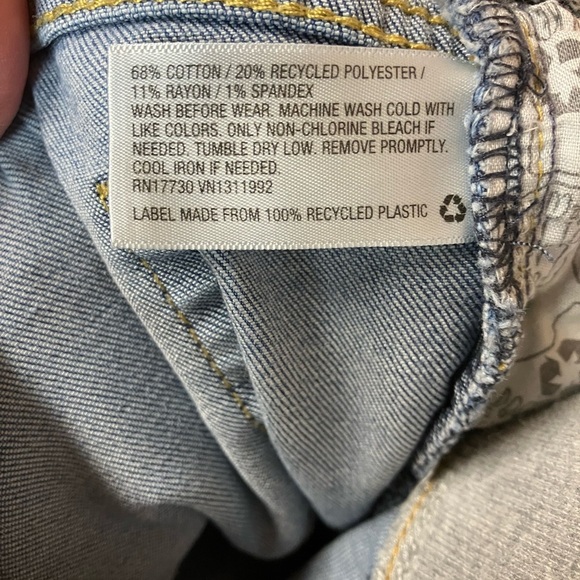 68% COTTON / 20% RECYCLED POLYESTER /
11% RAYON / 1% SPANDEX
WASH BEFORE WEAR. MACHINE WASH COLD WITH
LIKE COLORS. ONLY NON-CHLORINE BLEACH IF
NEEDED. TUMBLE DRY LOW. REMOVE PROMPTLY.
COOL IRON IF NEEDED.
RN17730 VN1311992
LABEL MADE FROM 100% RECYCLED PLASTIC